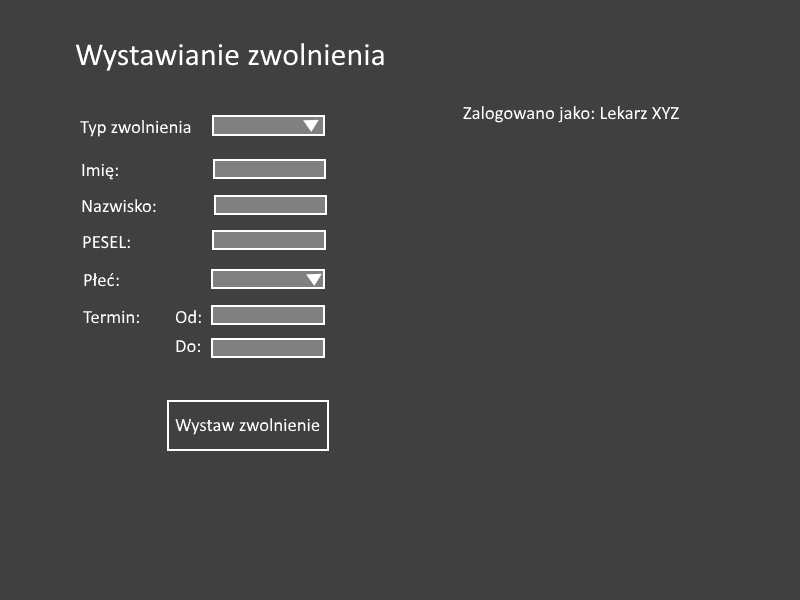 Wystawianie zwolnienia
Zalogowano jako: Lekarz XYZ
Typ zwolnienia
Imię:
Nazwisko:
PESEL:
Płeć:
Termin: Od:
Do:
Wystaw zwolnienie